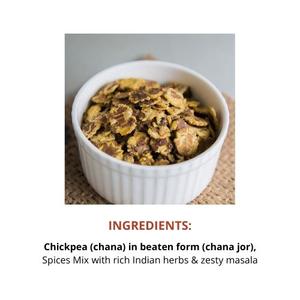 INGREDIENTS:
Chickpea (chana) in beaten form (chana jor),
Spices Mix with rich Indian herbs & zesty masala